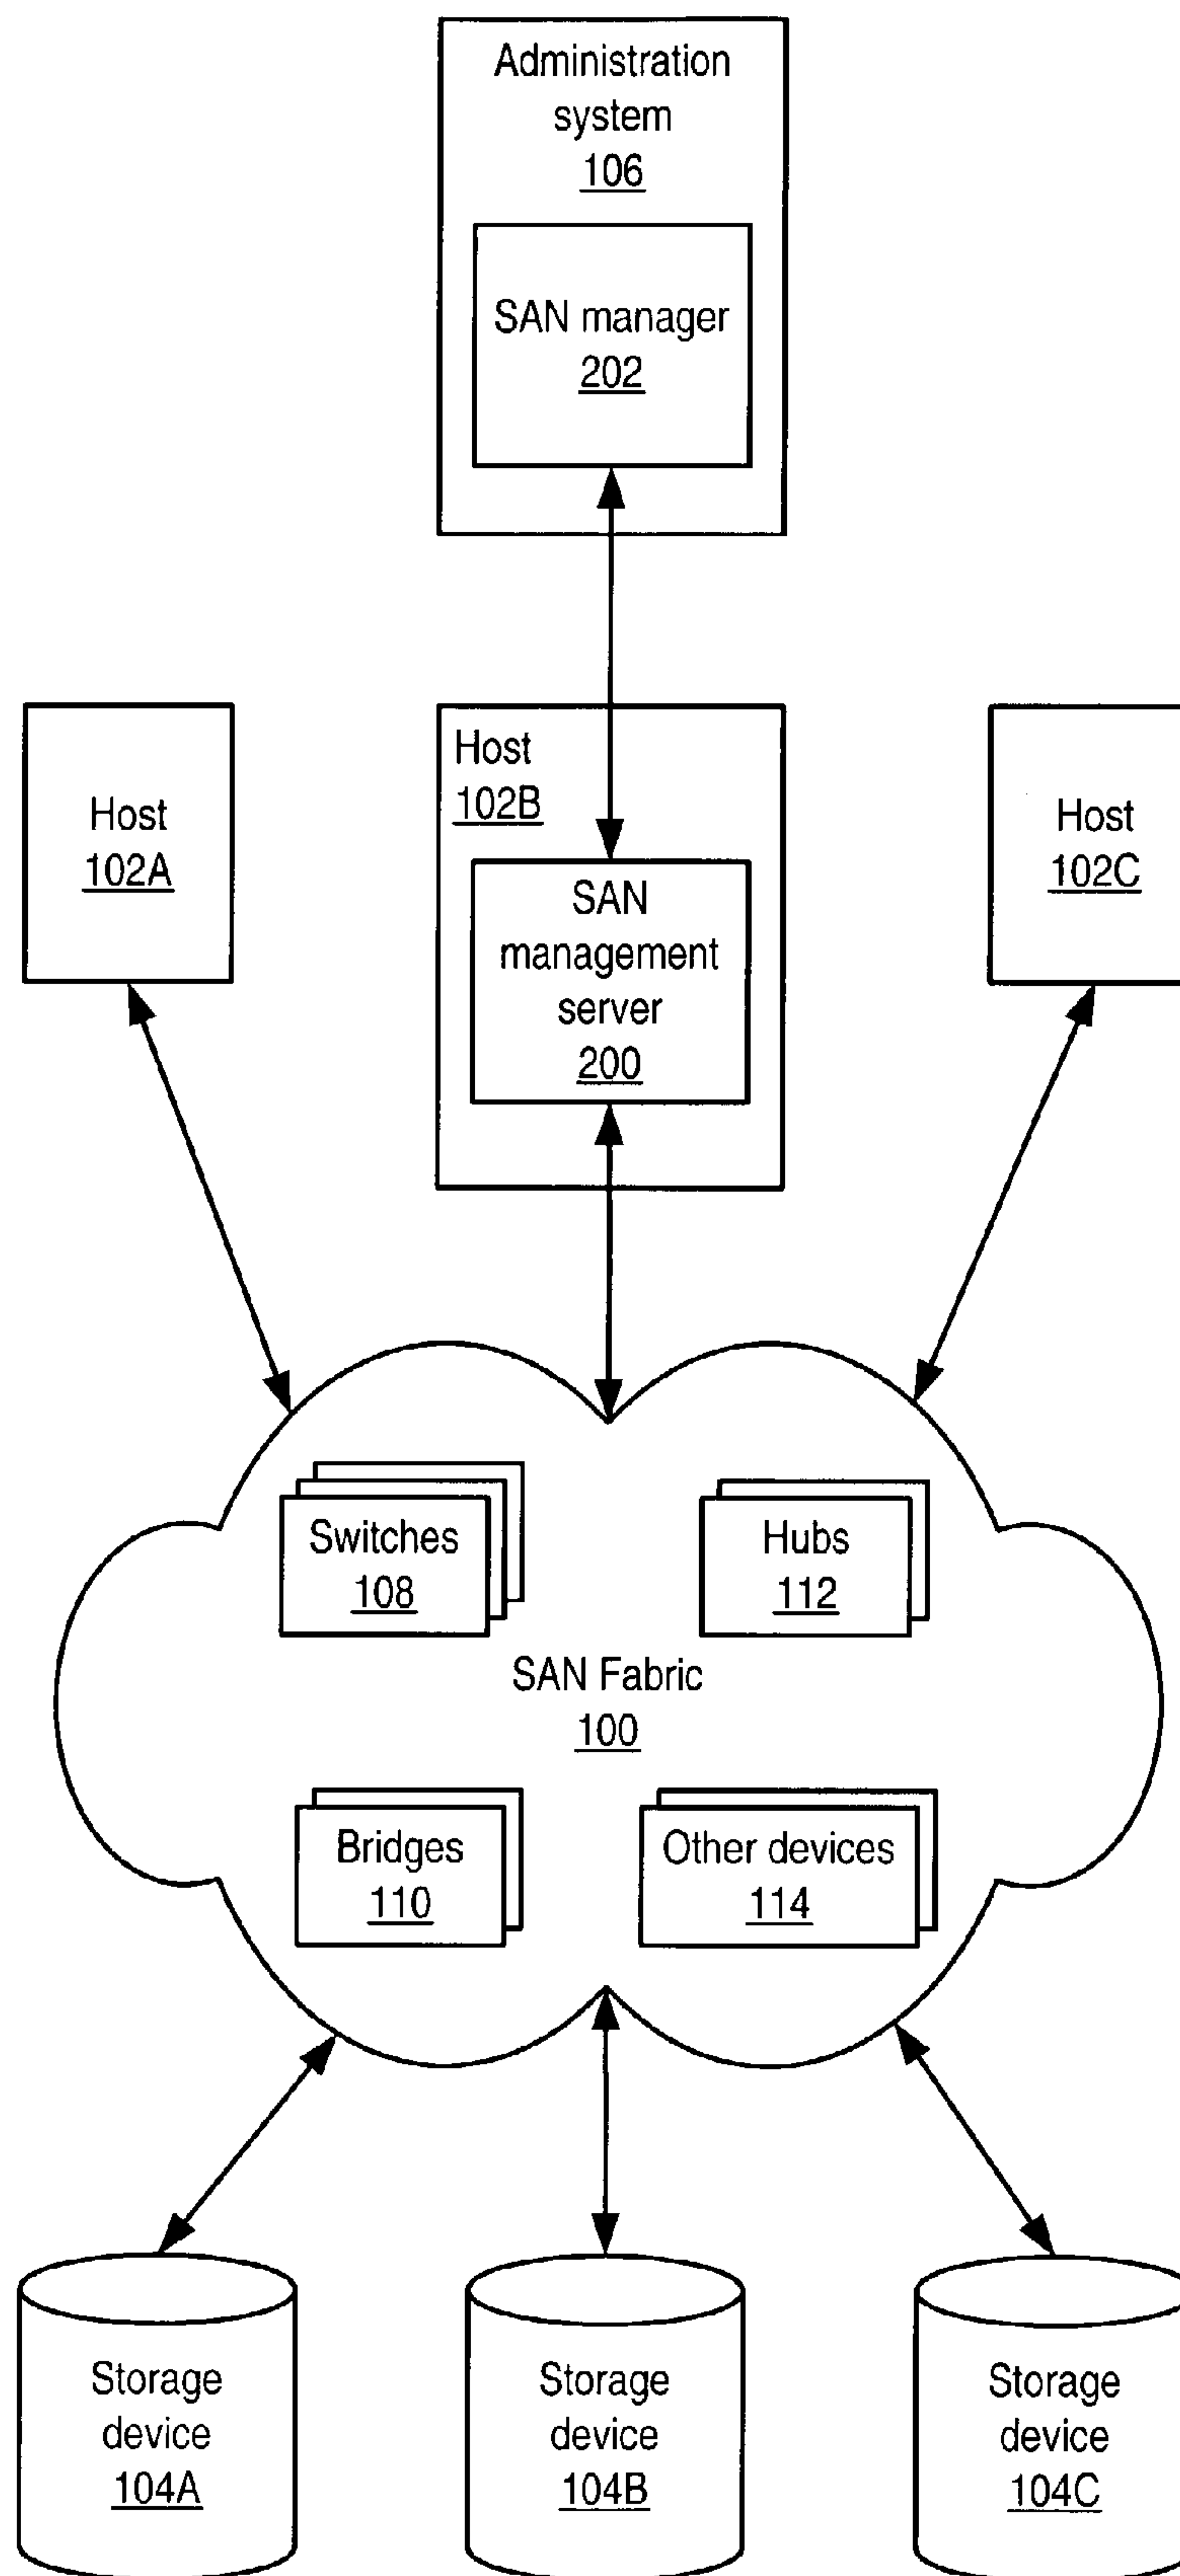 Administration
system
106
SAN manager
202
Host
102A
Host
102B
SAN
management
server
200
Host
102C
Switches
108
Hubs
112
SAN Fabric
100
Bridges
110
Other devices
114
Storage
device
104A
Storage
device
104B
Storage
device
104C